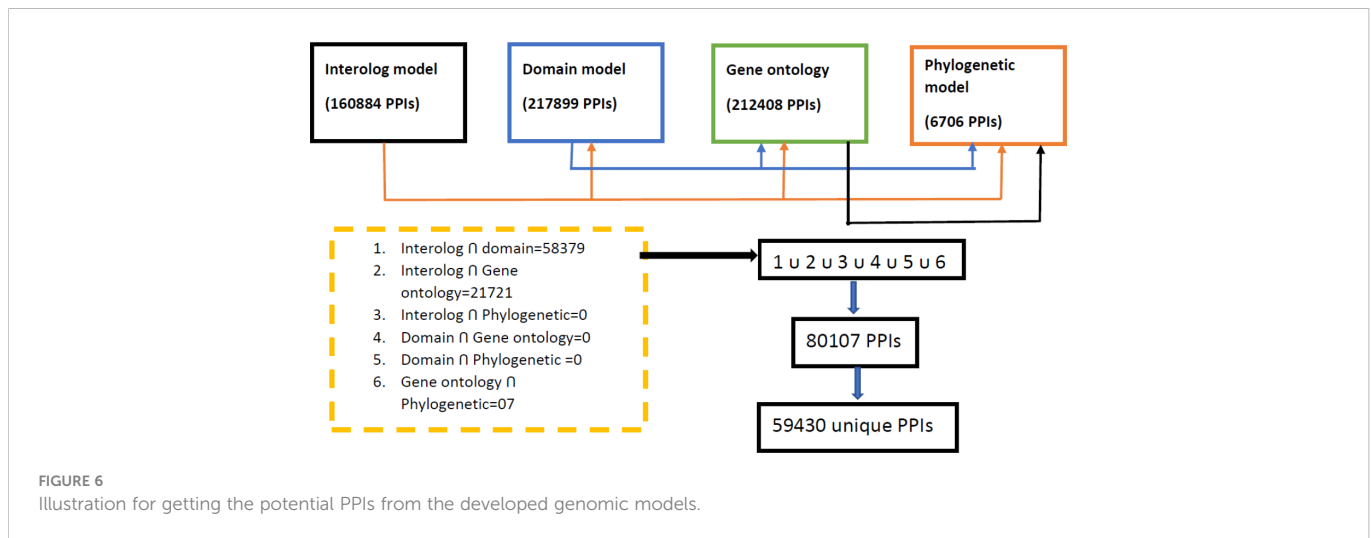 Interolog model
(160884 PPIs)
Domain model
(217899 PPIs)
Gene ontology
(212408 PPIs)
Phylogenetic
model
(6706 PPIs)
1. Interolog ∩ domain=58379
2. Interolog ∩ Gene
ontology=21721
3. Interolog ∩ Phylogenetic=0
4. Domain ∩ Gene ontology=0
5. Domain ∩ Phylogenetic =0
6. Gene ontology ∩
Phylogenetic=07
1 ∪ 2 ∪ 3 ∪ 4 ∪ 5 ∪ 6
80107 PPIs
59430 unique PPIs
FIGURE 6
Illustration for getting the potential PPIs from the developed genomic models.